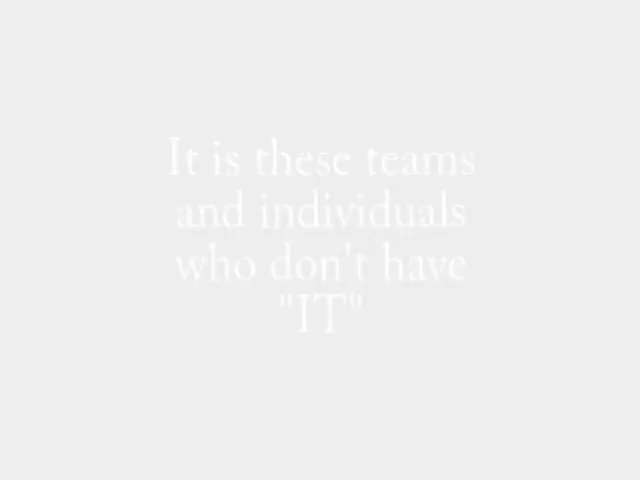 It is these teams
and individuals
who don't have
"IT"